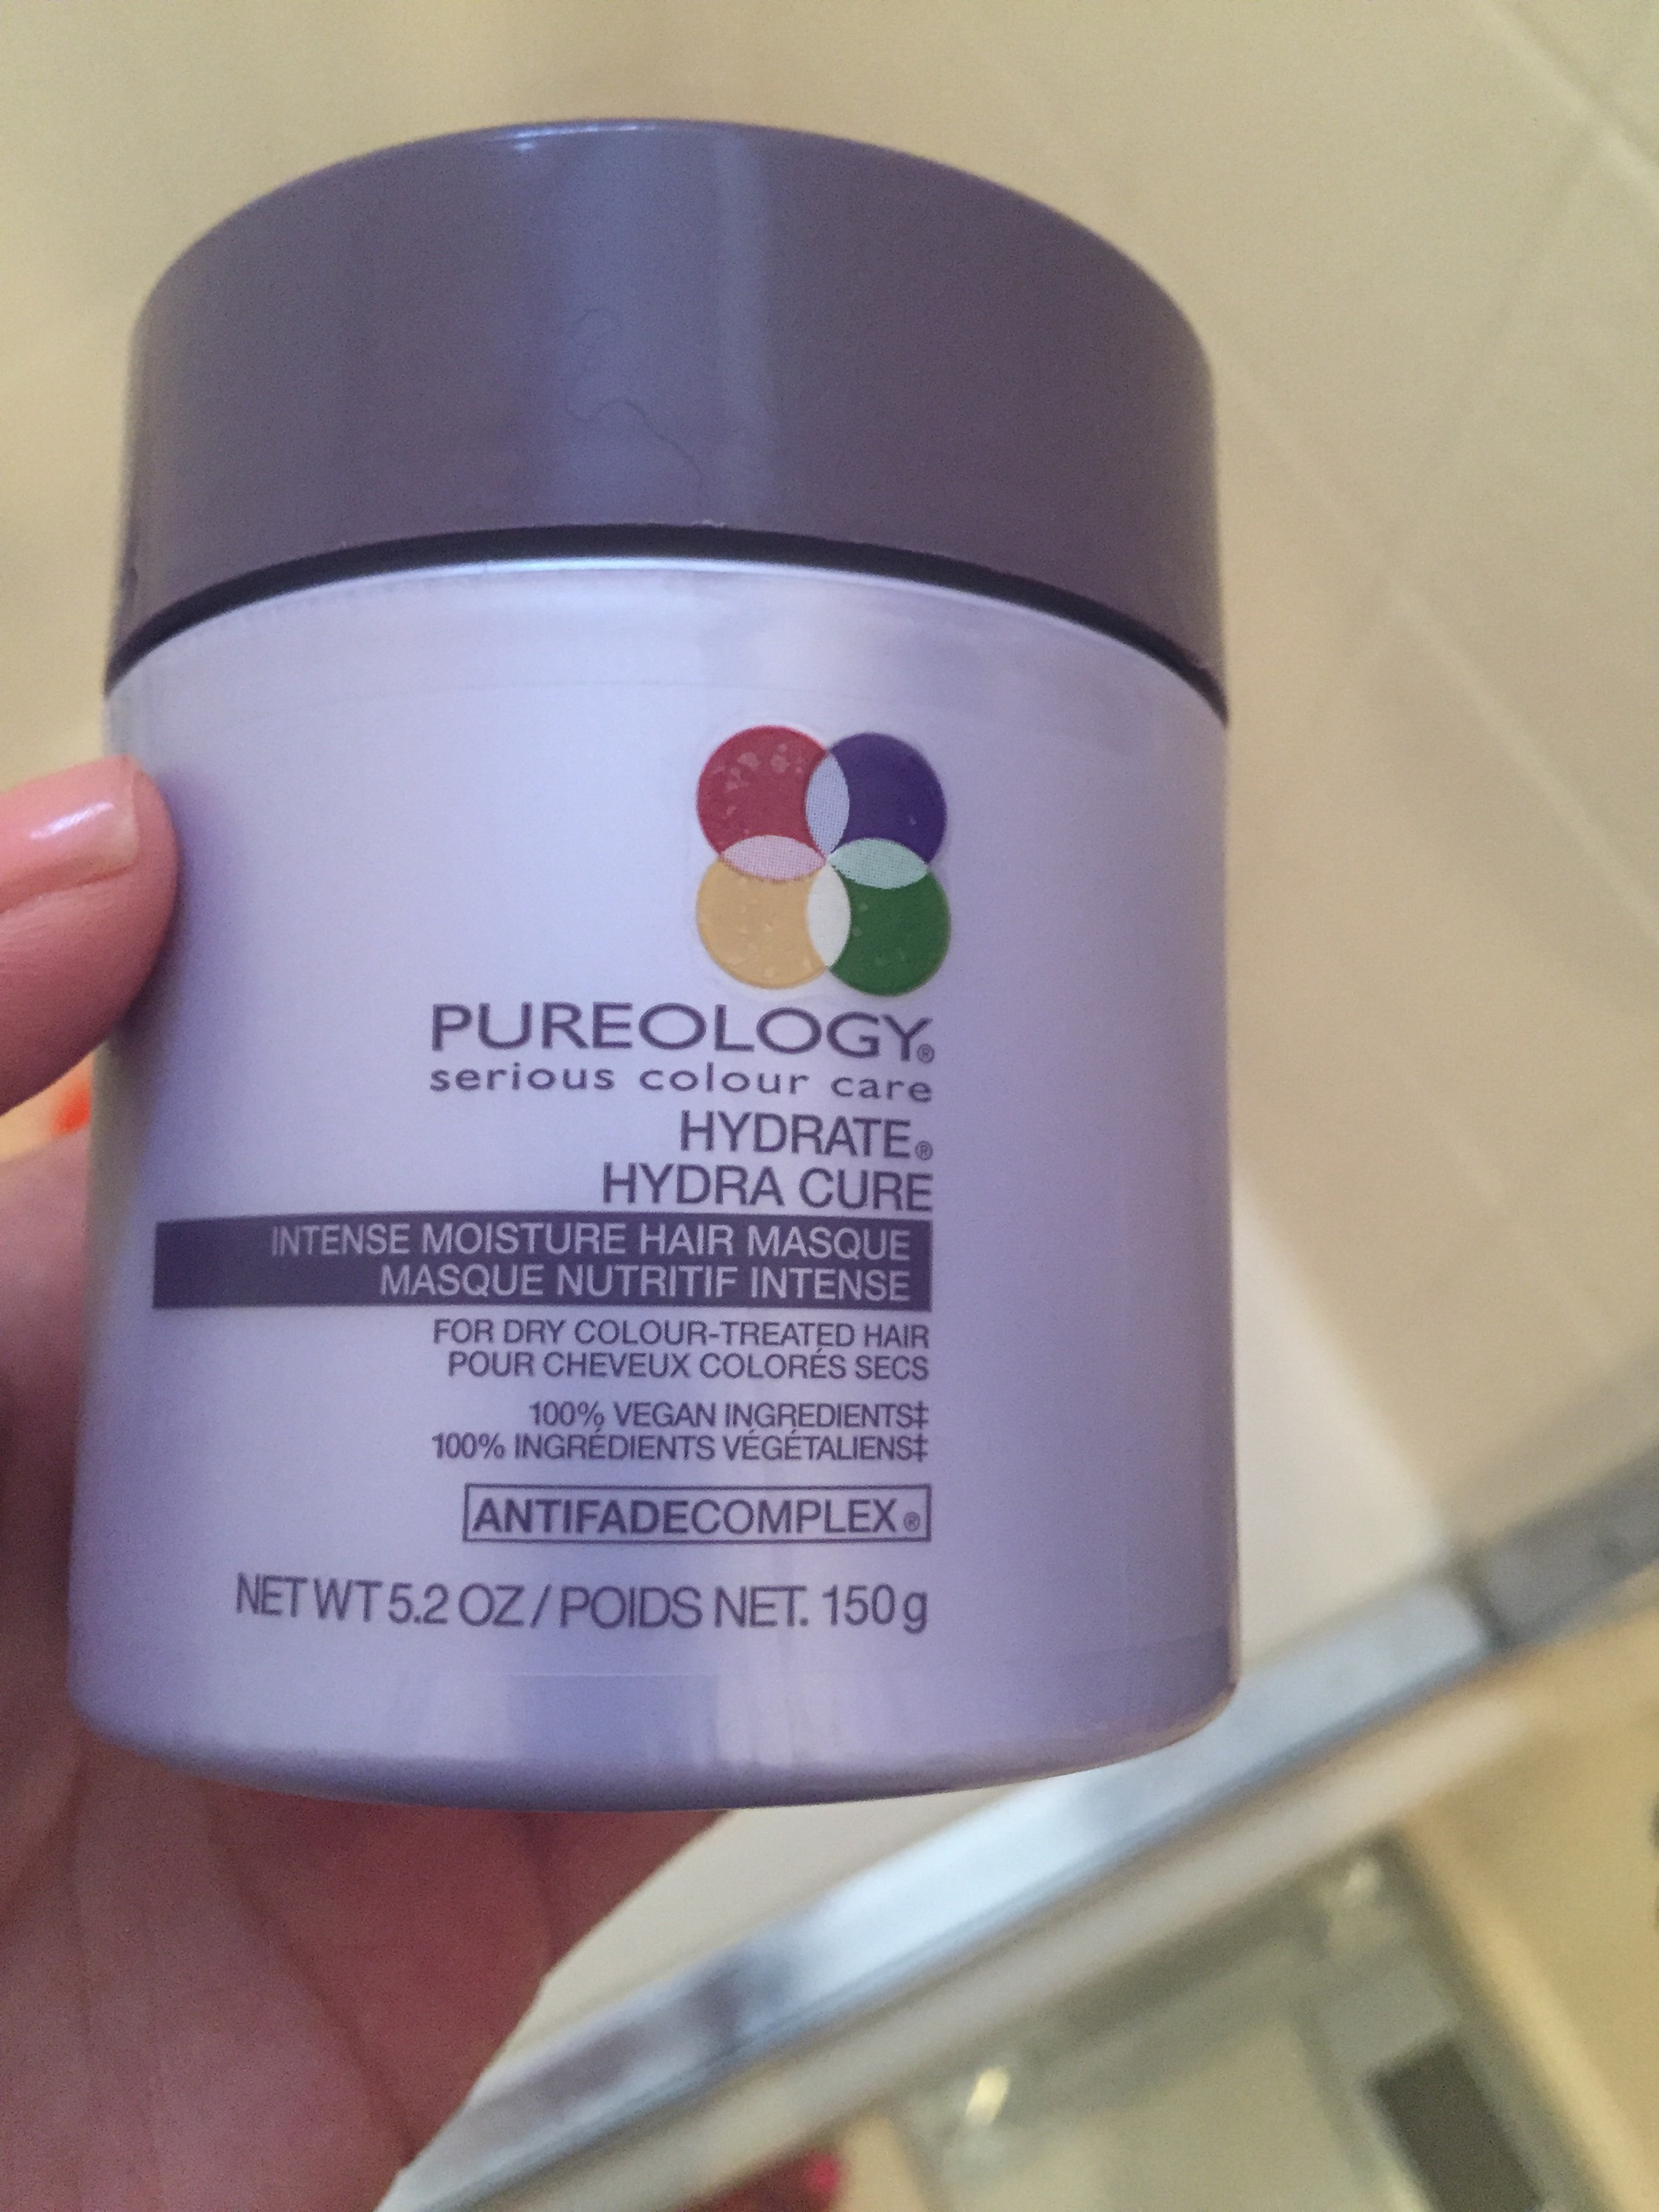 PUREOLOGY®
serious colour care
HYDRATE®
HYDRA CURE
INTENSE MOISTURE HAIR MASQUE
MASQUE NUTRITIF INTENSE
FOR DRY COLOUR-TREATED HAIR
POUR CHEVEUX COLORÉS SECS
100% VEGAN INGREDIENTS‡
100% INGRÉDIENTS VÉGÉTALIENS‡
ANTIFADECOMPLEX®
NET WT 5.2 OZ / POIDS NET. 150 g